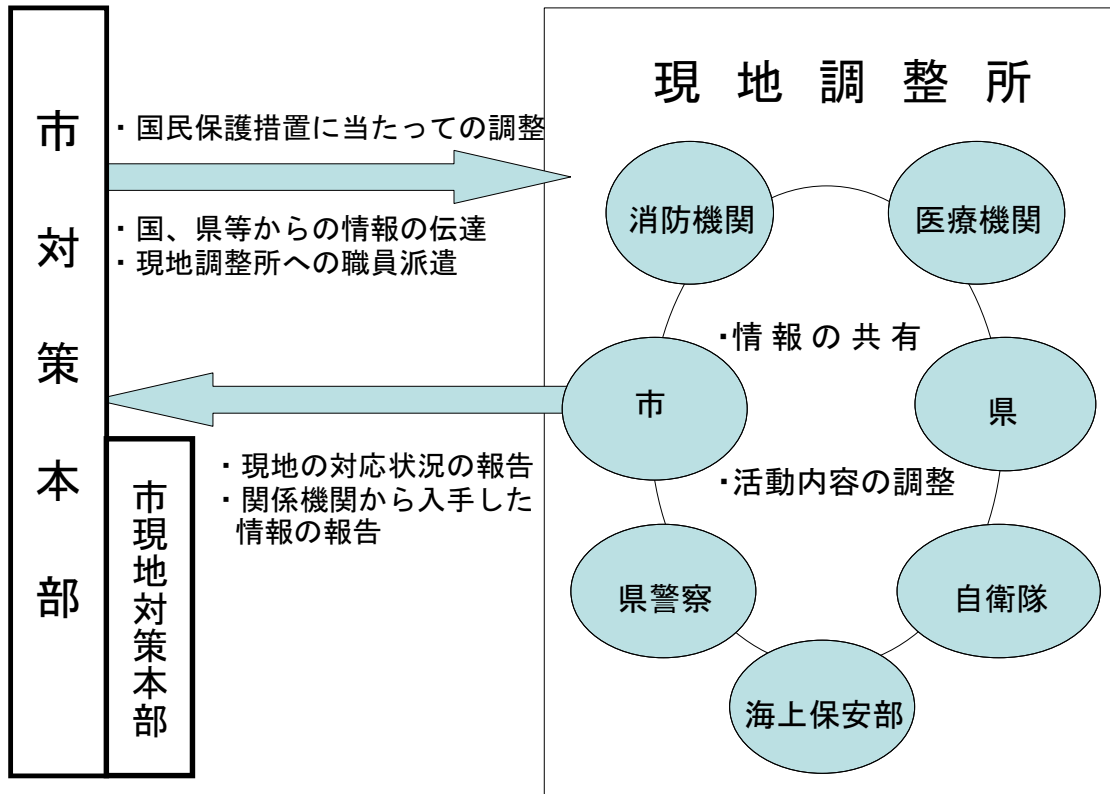 市対策本部
市現地対策本部
・国民保護措置に当たっての調整
・国、県等からの情報の伝達
・現地調整所への職員派遣
・現地の対応状況の報告
・関係機関から入手した
情報の報告
現地調整所
消防機関
医療機関
・情報の共有
市
県
・活動内容の調整
県警察
自衛隊
海上保安部